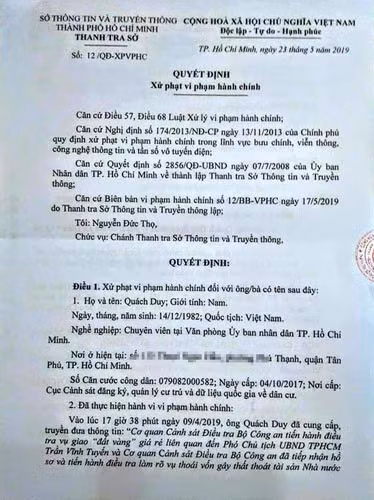 SỞ THÔNG TIN VÀ TRUYỀN THÔNG
THÀNH PHỐ HỒ CHÍ MINH
THANH TRA SỞ
Số: 12 /QĐ-XPVPHC
CỘNG HOÀ XÃ HỘI CHỦ NGHĨA VIỆT NAM
Độc lập - Tự do - Hạnh phúc
TP. Hồ Chí Minh, ngày 23 tháng 5 năm 2019
QUYẾT ĐỊNH
Xử phạt vi phạm hành chính
Căn cứ Điều 57, Điều 68 Luật Xử lý vi phạm hành chính;
Căn cứ Nghị định số 174/2013/NĐ-CP ngày 13/11/2013 của Chính phủ
quy định xử phạt vi phạm hành chính trong lĩnh vực bưu chính, viễn thông,
công nghệ thông tin và tần số vô tuyến điện;
Căn cứ Quyết định số 2856/QĐ-UBND ngày 07/7/2008 của Ủy ban
Nhân dân TP. Hồ Chí Minh về thành lập Thanh tra Sở Thông tin và Truyền
thông;
Căn cứ Biên bản vi phạm hành chính số 12/BB-VPHC ngày 17/5/2019
do Thanh tra Sở Thông tin và Truyền thông lập;
Tôi: Nguyễn Đức Thọ,
Chức vụ: Chánh Thanh tra Sở Thông tin và Truyền thông,
QUYẾT ĐỊNH:
Điều 1. Xử phạt vi phạm hành chính đối với ông/bà có tên sau đây:
1. Họ và tên: Quách Duy; Giới tính: Nam.
Ngày, tháng, năm sinh: 14/12/1982; Quốc tịch: Việt Nam.
Nghề nghiệp: Chuyên viên tại Văn phòng Ủy ban nhân dân TP. Hồ Chí
Minh.
Nơi ở hiện tại: số Thạnh, quận Tân
Phú, TP. Hồ Chí Minh.
Số Căn cước công dân: 079082000582; Ngày cấp: 04/10/2017; Nơi cấp:
Cục Cảnh sát đăng ký, quản lý cư trú và dữ liệu quốc gia về dân cư.
2. Đã thực hiện hành vi vi phạm hành chính:
Vào lúc 17 giờ 38 phút ngày 09/4/2019, ông Quách Duy đã cung cấp,
truyền đưa thông tin: "Cơ quan Cảnh sát Điều tra Bộ Công an tiến hành điều
tra vụ giao "đất vàng" giá rẻ liên quan đến Phó Chủ tịch UBND TPHCM
Trần Vĩnh Tuyến và Cơ quan Cảnh sát Điều tra Bộ Công an đã tiếp nhận hồ
sơ và tiến hành điều tra làm rõ vụ thoái vốn gây thất thoát tài sản Nhà nước